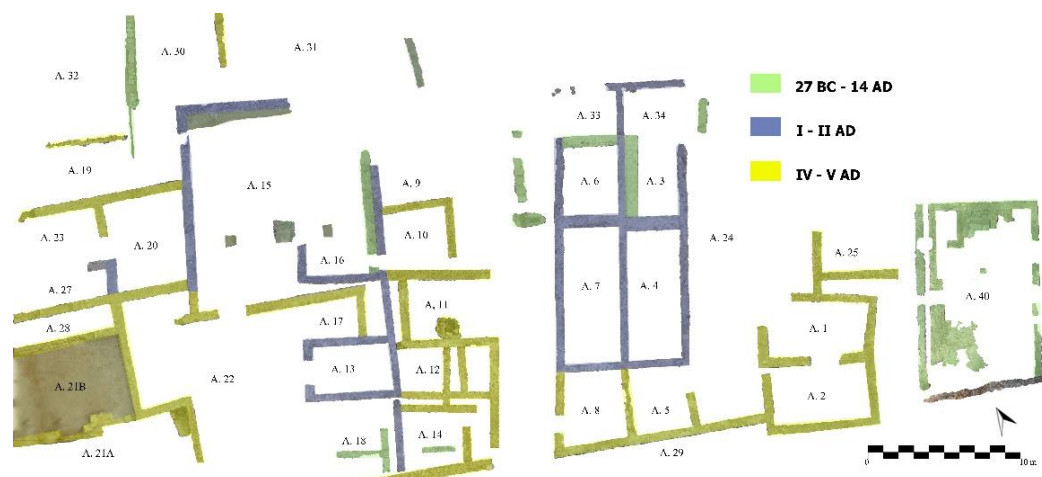 A. 30
A. 31
A. 32
27 BC - 14 AD
A. 33
A. 34
I - II AD
A. 19
IV - V AD
A. 15
A. 9
A. 6
A. 3
A. 23
A. 20
A. 10
A. 24
A. 25
A. 16
A. 27
A. 7
A. 4
A. 40
A, 11
A. 28
A. 17
A. 1
A. 13
A. 12
A. 21B
A. 22
A. 8
A. 5
A. 2
A. 18
A. 14
A. 21A
A. 29
0
10 m